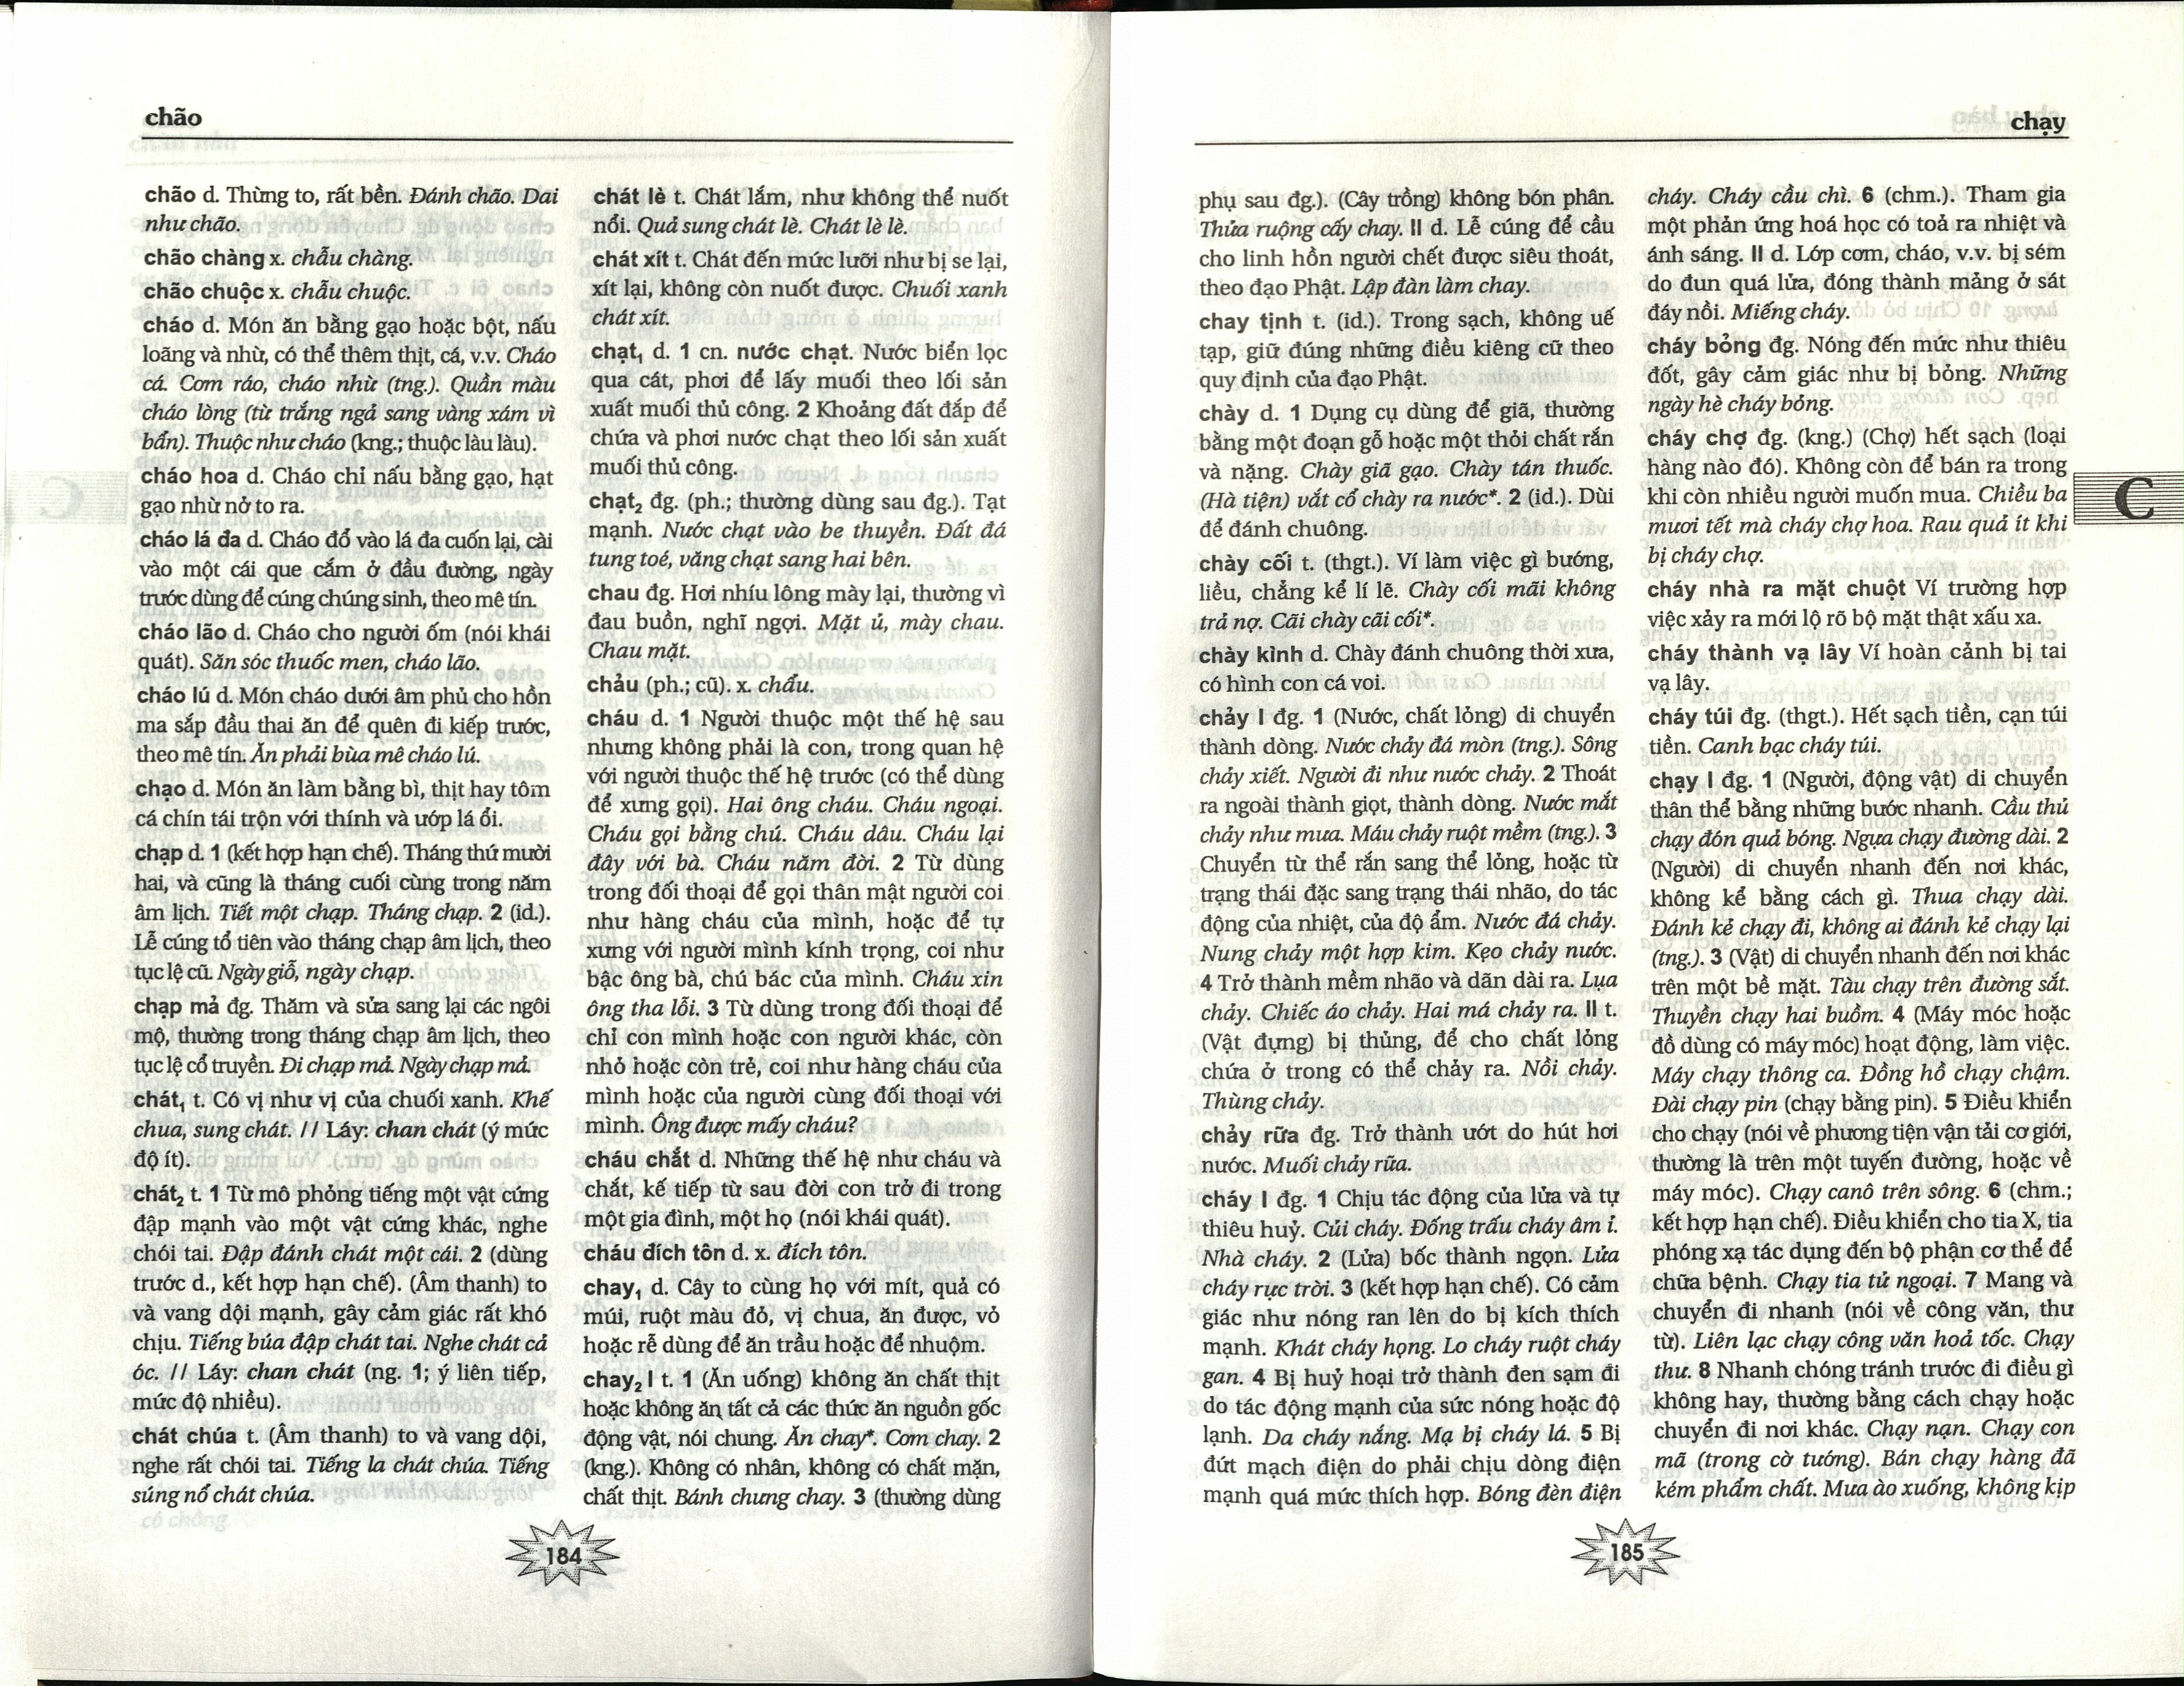 chão
chão d. Thừng to, rất bền. Đánh chão. Dai
như chão.
chão chàng x. chẫu chàng.
chão chuộc x. chẫu chuộc.
cháo d. Món ăn bằng gạo hoặc bột, nấu
loãng và nhừ, có thể thêm thịt, cá, v.v. Cháo
cá. Cơm ráo, cháo nhừ (tng.). Quần màu
cháo lòng (từ trắng ngả sang vàng xám vì
bẩn). Thuộc như cháo (kng.; thuộc làu làu).
cháo hoa d. Cháo chỉ nấu bằng gạo, hạt
gạo nhừ nở to ra.
cháo lá đa d. Cháo đổ vào lá đa cuốn lại, cài
vào một cái que cắm ở đầu đường, ngày
trước dùng để cúng chúng sinh, theo mê tín.
cháo lão d. Cháo cho người ốm (nói khái
quát). Săn sóc thuốc men, cháo lão.
cháo lú d. Món cháo dưới âm phủ cho hồn
ma sắp đầu thai ăn để quên đi kiếp trước,
theo mê tín. Ăn phải bùa mê cháo lú.
chạo d. Món ăn làm bằng bì, thịt hay tôm
cá chín tái trộn với thính và ướp lá ổi.
chạp d. 1 (kết hợp hạn chế). Tháng thứ mười
hai, và cũng là tháng cuối cùng trong năm
âm lịch. Tiết một chạp. Tháng chạp. 2 (id.).
Lễ cúng tổ tiên vào tháng chạp âm lịch, theo
tục lệ cũ. Ngày giỗ, ngày chạp.
chạp mả đg. Thăm và sửa sang lại các ngôi
mộ, thường trong tháng chạp âm lịch, theo
tục lệ cổ truyền. Đi chạp mả. Ngày chạp mả.
chát₁ t. Có vị như vị của chuối xanh. Khế
chua, sung chát. // Láy: chan chát (ý mức
độ ít).
chát₂ t. 1 Từ mô phỏng tiếng một vật cứng
đập mạnh vào một vật cứng khác, nghe
chói tai. Đập đánh chát một cái. 2 (dùng
trước d., kết hợp hạn chế). (Âm thanh) to
và vang dội mạnh, gây cảm giác rất khó
chịu. Tiếng búa đập chát tai. Nghe chát cả
óc. // Láy: chan chát (ng. 1; ý liên tiếp,
mức độ nhiều).
chát chúa t. (Âm thanh) to và vang dội,
nghe rất chói tai. Tiếng la chát chúa. Tiếng
súng nổ chát chúa.
chát lè t. Chát lắm, như không thể nuốt
nổi. Quả sung chát lè. Chát lè lè.
chát xít t. Chát đến mức lưỡi như bị se lại,
xít lại, không còn nuốt được. Chuối xanh
chát xít.
chạt₁ d. 1 cn. nước chạt. Nước biển lọc
qua cát, phơi để lấy muối theo lối sản
xuất muối thủ công. 2 Khoảng đất đắp để
chứa và phơi nước chạt theo lối sản xuất
muối thủ công.
chạt₂ đg. (ph.; thường dùng sau đg.). Tạt
mạnh. Nước chạt vào be thuyền. Đất đá
tung toé, văng chạt sang hai bên.
chau đg. Hơi nhíu lông mày lại, thường vì
đau buồn, nghĩ ngợi. Mặt ủ, mày chau.
Chau mặt.
chảu (ph.; cũ). x. chẩu.
cháu d. 1 Người thuộc một thế hệ sau
nhưng không phải là con, trong quan hệ
với người thuộc thế hệ trước (có thể dùng
để xưng gọi). Hai ông cháu. Cháu ngoại.
Cháu gọi bằng chú. Cháu dâu. Cháu lại
đây với bà. Cháu năm đời. 2 Từ dùng
trong đối thoại để gọi thân mật người coi
như hàng cháu của mình, hoặc để tự
xưng với người mình kính trọng, coi như
bậc ông bà, chú bác của mình. Cháu xin
ông tha lỗi. 3 Từ dùng trong đối thoại để
chỉ con mình hoặc con người khác, còn
nhỏ hoặc còn trẻ, coi như hàng cháu của
mình hoặc của người cùng đối thoại với
mình. Ông được mấy cháu?
cháu chắt d. Những thế hệ như cháu và
chắt, kế tiếp từ sau đời con trở đi trong
một gia đình, một họ (nói khái quát).
cháu đích tôn d. x. đích tôn.
chay₁ d. Cây to cùng họ với mít, quả có
múi, ruột màu đỏ, vị chua, ăn được, vỏ
hoặc rễ dùng để ăn trầu hoặc để nhuộm.
chay₂ I t. 1 (Ăn uống) không ăn chất thịt
hoặc không ăn tất cả các thức ăn nguồn gốc
động vật, nói chung. Ăn chay*. Cơm chay. 2
(kng.). Không có nhân, không có chất mặn,
chất thịt. Bánh chưng chay. 3 (thường dùng
184
chạy
phụ sau đg.). (Cây trồng) không bón phân.
Thửa ruộng cấy chay. II d. Lễ cúng để cầu
cho linh hồn người chết được siêu thoát,
theo đạo Phật. Lập đàn làm chay.
chay tịnh t. (id.). Trong sạch, không uế
tạp, giữ đúng những điều kiêng cữ theo
quy định của đạo Phật.
chày d. 1 Dụng cụ dùng để giã, thường
bằng một đoạn gỗ hoặc một thỏi chất rắn
và nặng. Chày giã gạo. Chày tán thuốc.
(Hà tiện) vắt cổ chày ra nước*. 2 (id.). Dùi
để đánh chuông.
chày cối t. (thgt.). Ví làm việc gì bướng,
liều, chẳng kể lí lẽ. Chày cối mãi không
trả nợ. Cãi chày cãi cối*.
chày kình d. Chày đánh chuông thời xưa,
có hình con cá voi.
chảy I đg. 1 (Nước, chất lỏng) di chuyển
thành dòng. Nước chảy đá mòn (tng.). Sông
chảy xiết. Người đi như nước chảy. 2 Thoát
ra ngoài thành giọt, thành dòng. Nước mắt
chảy như mưa. Máu chảy ruột mềm (tng.). 3
Chuyển từ thể rắn sang thể lỏng, hoặc từ
trạng thái đặc sang trạng thái nhão, do tác
động của nhiệt, của độ ẩm. Nước đá chảy.
Nung chảy một hợp kim. Kẹo chảy nước.
4 Trở thành mềm nhão và dãn dài ra. Lụa
chảy. Chiếc áo chảy. Hai má chảy ra. II t.
(Vật đựng) bị thủng, để cho chất lỏng
chứa ở trong có thể chảy ra. Nồi chảy.
Thùng chảy.
chảy rữa đg. Trở thành ướt do hút hơi
nước. Muối chảy rữa.
cháy I đg. 1 Chịu tác động của lửa và tự
thiêu huỷ. Củi cháy. Đống trấu cháy âm ỉ.
Nhà cháy. 2 (Lửa) bốc thành ngọn. Lửa
cháy rực trời. 3 (kết hợp hạn chế). Có cảm
giác như nóng ran lên do bị kích thích
mạnh. Khát cháy họng. Lo cháy ruột cháy
gan. 4 Bị huỷ hoại trở thành đen sạm đi
do tác động mạnh của sức nóng hoặc độ
lạnh. Da cháy nắng. Mạ bị cháy lá. 5 Bị
đứt mạch điện do phải chịu dòng điện
mạnh quá mức thích hợp. Bóng đèn điện
cháy. Cháy cầu chì. 6 (chm.). Tham gia
một phản ứng hoá học có toả ra nhiệt và
ánh sáng. II d. Lớp cơm, cháo, v.v. bị sém
do đun quá lửa, đóng thành mảng ở sát
đáy nồi. Miếng cháy.
cháy bỏng đg. Nóng đến mức như thiêu
đốt, gây cảm giác như bị bỏng. Những
ngày hè cháy bỏng.
cháy chợ đg. (kng.) (Chợ) hết sạch (loại
hàng nào đó). Không còn để bán ra trong
khi còn nhiều người muốn mua. Chiều ba
mươi tết mà cháy chợ hoa. Rau quả ít khi
bị cháy chợ.
cháy nhà ra mặt chuột Ví trường hợp
việc xảy ra mới lộ rõ bộ mặt thật xấu xa.
cháy thành vạ lây Ví hoàn cảnh bị tai
vạ lây.
cháy túi đg. (thgt.). Hết sạch tiền, cạn túi
tiền. Canh bạc cháy túi.
chạy I đg. 1 (Người, động vật) di chuyển
thân thể bằng những bước nhanh. Cầu thủ
chạy đón quả bóng. Ngựa chạy đường dài. 2
(Người) di chuyển nhanh đến nơi khác,
không kể bằng cách gì. Thua chạy dài.
Đánh kẻ chạy đi, không ai đánh kẻ chạy lại
(tng.). 3 (Vật) di chuyển nhanh đến nơi khác
trên một bề mặt. Tàu chạy trên đường sắt.
Thuyền chạy hai buồm. 4 (Máy móc hoặc
đồ dùng có máy móc) hoạt động, làm việc.
Máy chạy thông ca. Đồng hồ chạy chậm.
Đài chạy pin (chạy bằng pin). 5 Điều khiển
cho chạy (nói về phương tiện vận tải cơ giới,
thường là trên một tuyến đường, hoặc về
máy móc). Chạy canô trên sông. 6 (chm.;
kết hợp hạn chế). Điều khiển cho tia X, tia
phóng xạ tác dụng đến bộ phận cơ thể để
chữa bệnh. Chạy tia tử ngoại. 7 Mang và
chuyển đi nhanh (nói về công văn, thư
từ). Liên lạc chạy công văn hoả tốc. Chạy
thư. 8 Nhanh chóng tránh trước đi điều gì
không hay, thường bằng cách chạy hoặc
chuyển đi nơi khác. Chạy nạn. Chạy con
mã (trong cờ tướng). Bán chạy hàng đã
kém phẩm chất. Mưa ào xuống, không kịp
C
185